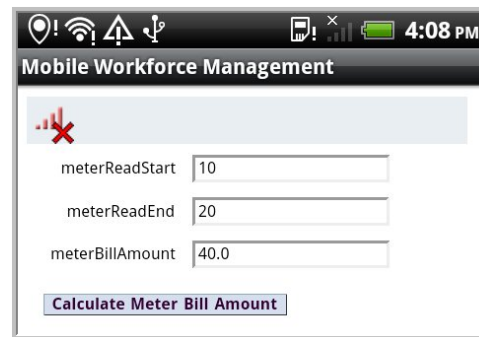 4:08 PM
Mobile Workforce Management
meterReadStart 10
meterReadEnd 20
meterBillAmount 40.0
Calculate Meter Bill Amount